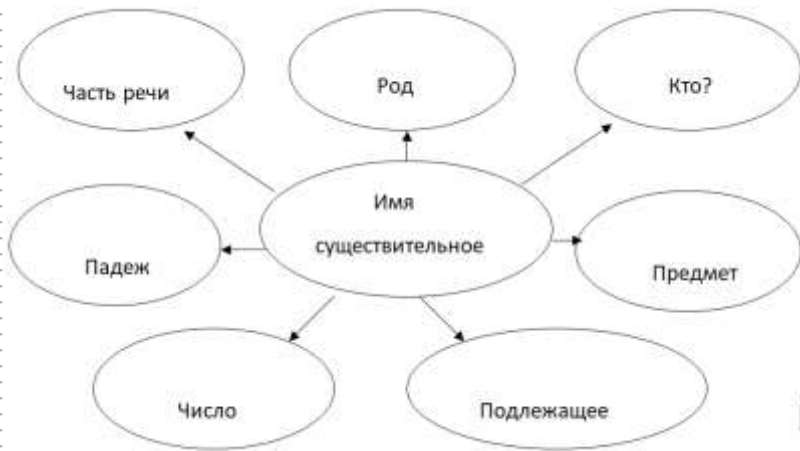 Часть речи
Род
Кто?
Имя
существительное
Падеж
Предмет
Число
Подлежащее